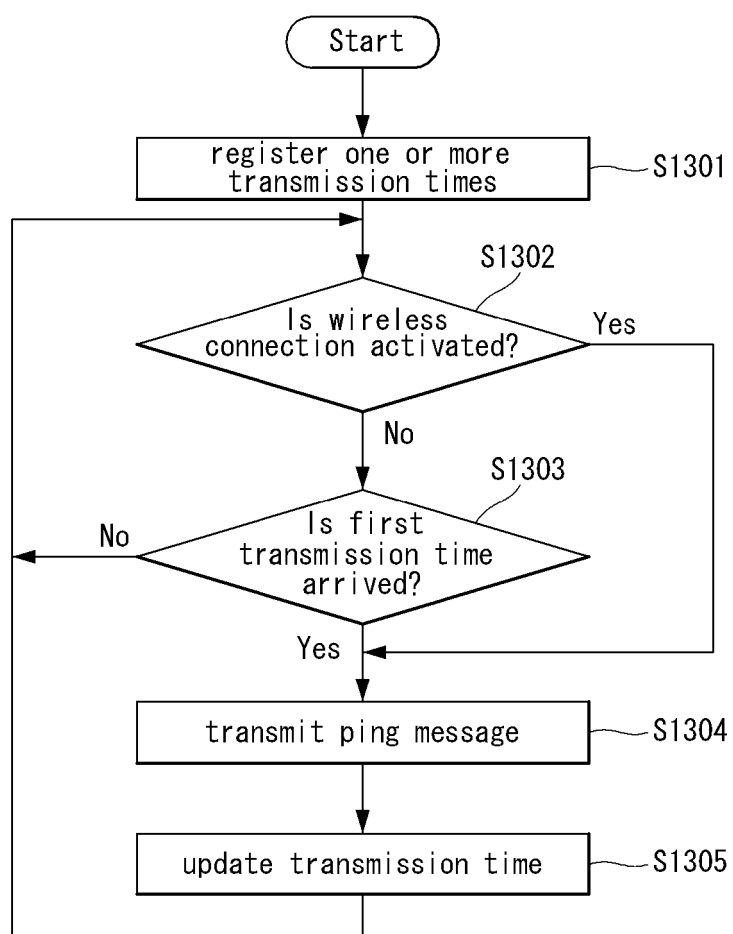 Start
register one or more
transmission times
S1301
S1302
Is wireless
connection activated?
Yes
No
S1303
Is first
transmission time
arrived?
No
Yes
transmit ping message
S1304
update transmission time
S1305